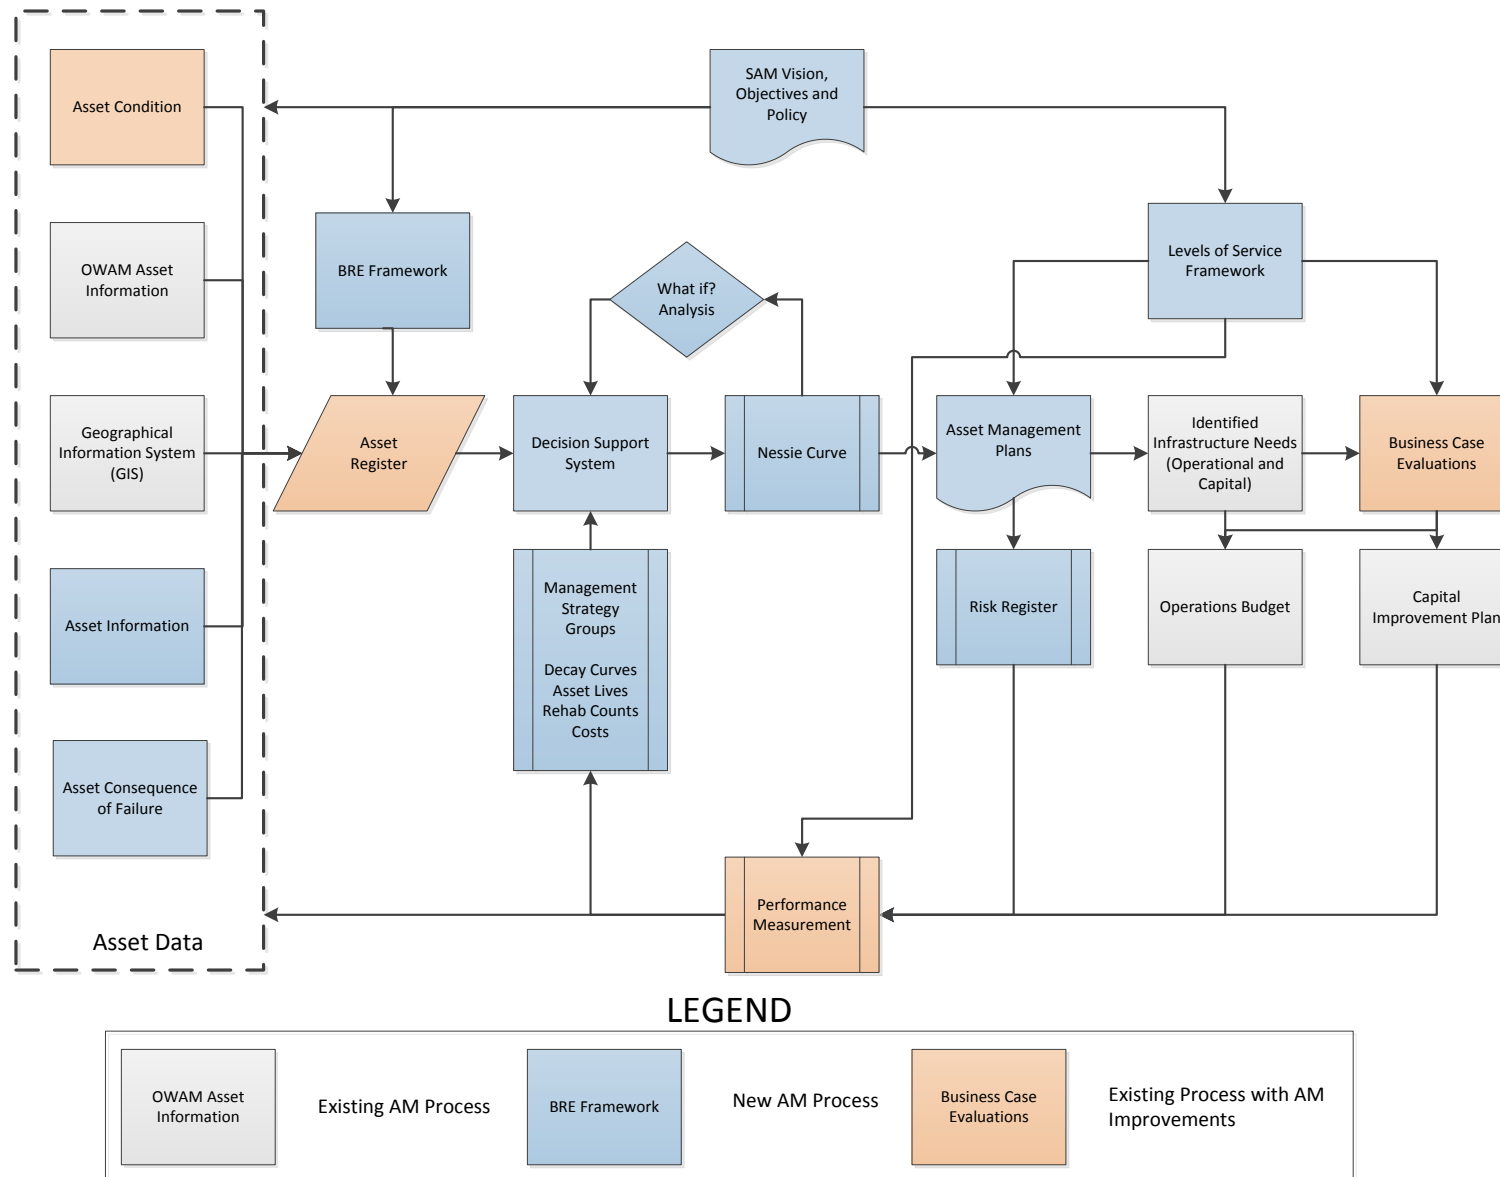 Asset Condition
SAM Vision,
Objectives and
Policy
OWAM Asset
Information
BRE Framework
What if?
Analysis
Levels of Service
Framework
Geographical
Information System
(GIS)
Asset
Register
Decision Support
System
Nessie Curve
Asset Management
Plans
Identified
Infrastructure Needs
(Operational and
Capital)
Business Case
Evaluations
Asset Information
Management
Strategy
Groups
Decay Curves
Asset Lives
Rehab Counts
Costs
Risk Register
Operations Budget
Capital
Improvement Plan
Asset Consequence
of Failure
Performance
Measurement
Asset Data
LEGEND
OWAM Asset
Information
Existing AM Process
BRE Framework
New AM Process
Business Case
Evaluations
Existing Process with AM
Improvements